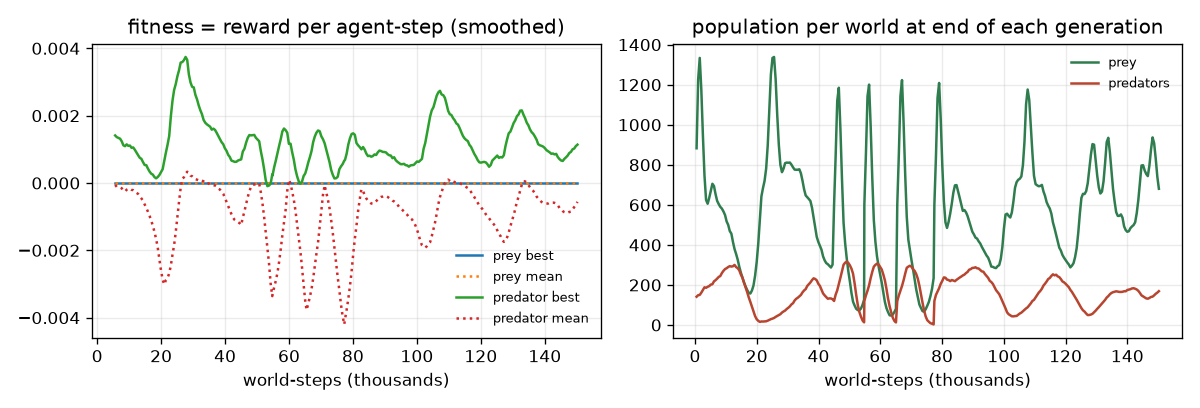 fitness = reward per agent-step (smoothed)
0.004
0.002
0.000
−0.002
−0.004
0 20 40 60 80 100 120 140
world-steps (thousands)
prey best
prey mean
predator best
predator mean
population per world at end of each generation
1400
1200
1000
800
600
400
200
0
0 20 40 60 80 100 120 140
world-steps (thousands)
prey
predators